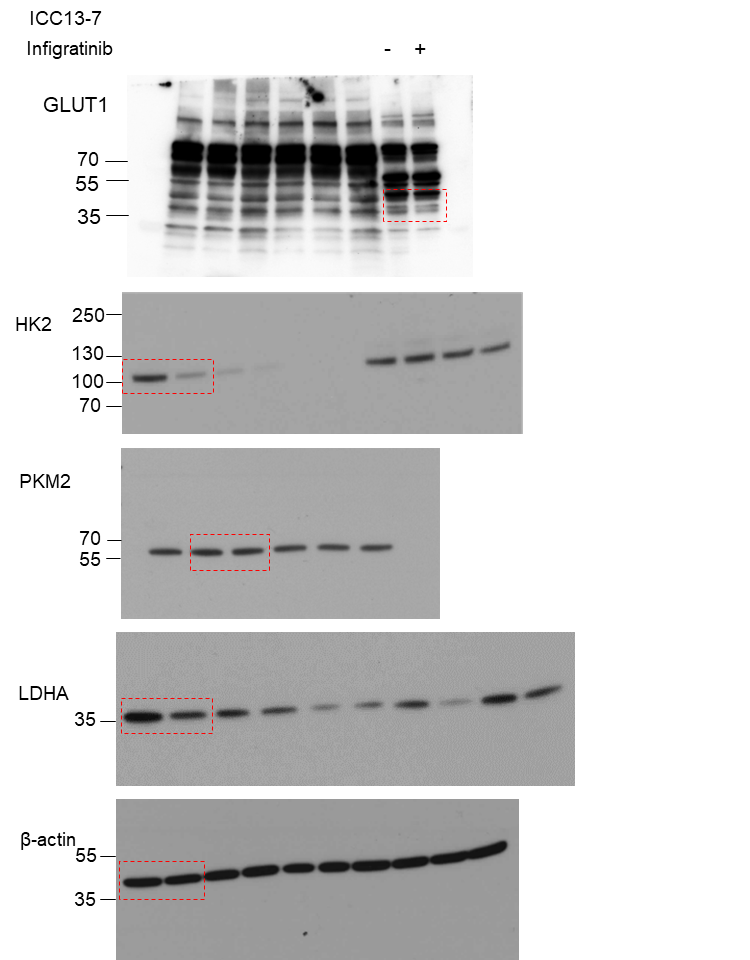 ICC13-7
Infigratinib - +
GLUT1
70
55
35
HK2
250
130
100
70
PKM2
70
55
LDHA
35
β-actin
55
35